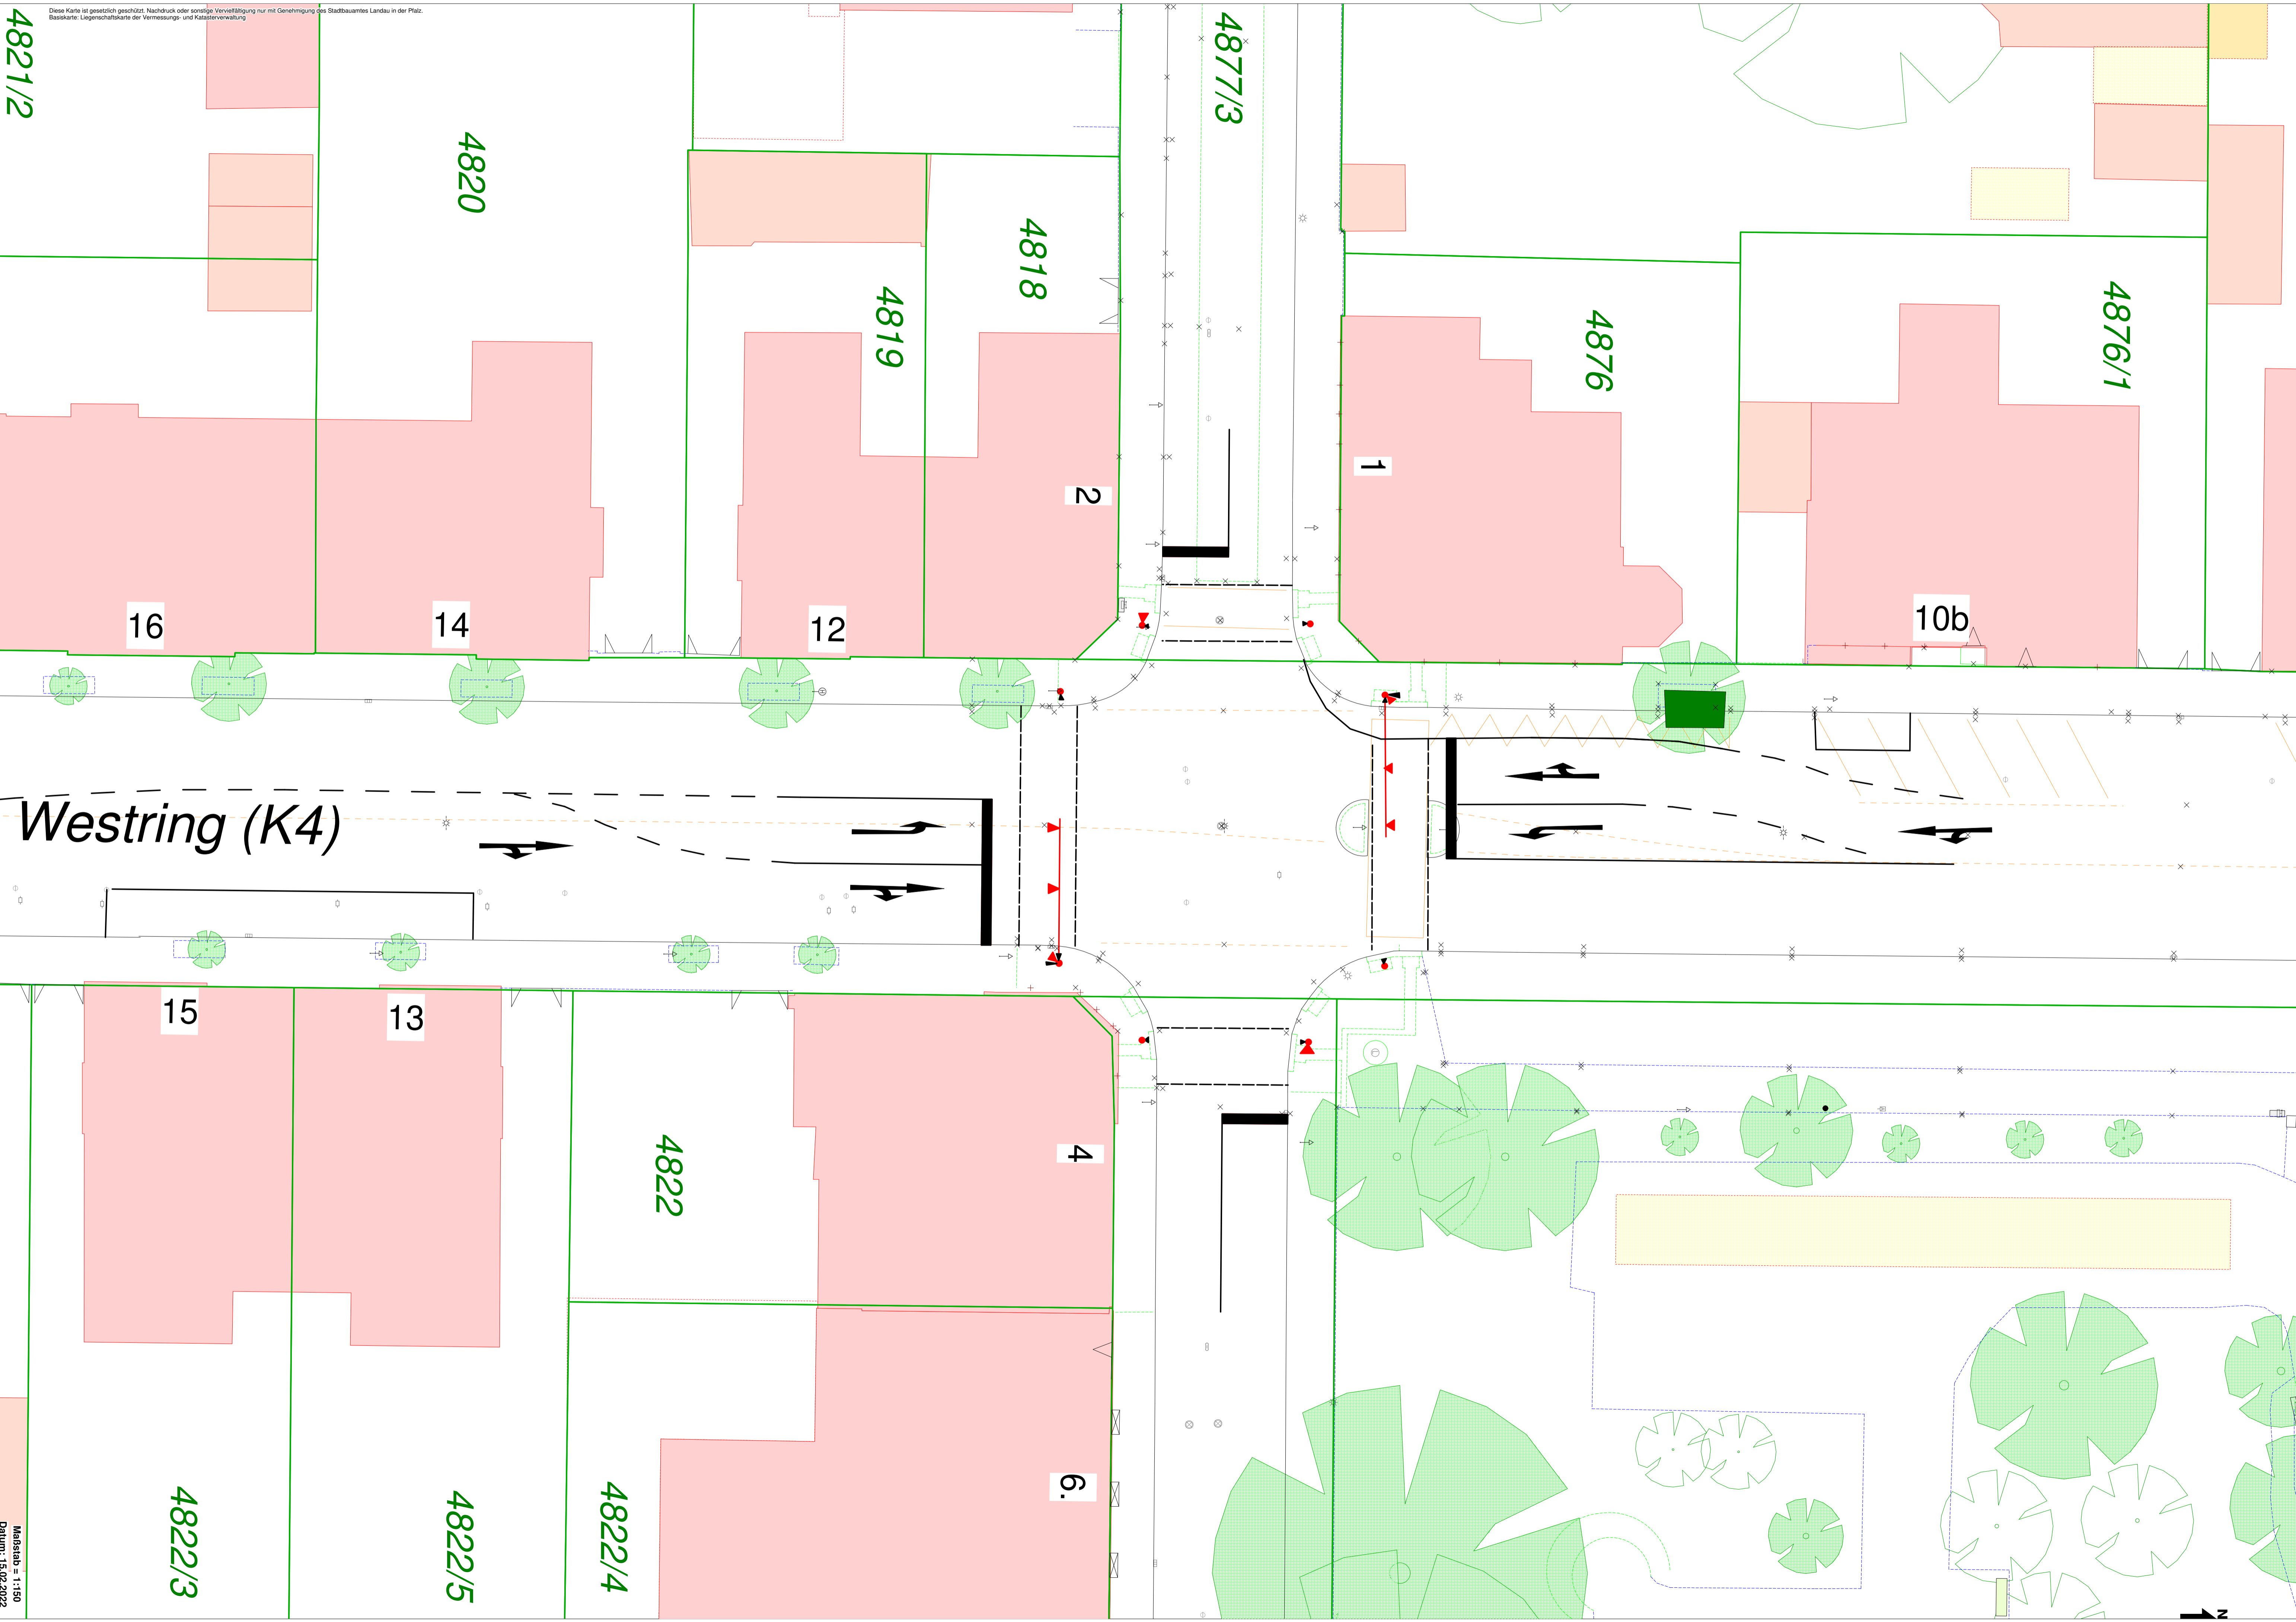 Diese Karte ist gesetzlich geschützt. Nachdruck oder sonstige Vervielfältigung nur mit Genehmigung des Stadtbauamtes Landau in der Pfalz.
Basiskarte: Liegenschaftskarte der Vermessungs- und Katasterverwaltung
4821/2
4820
4819
4818
4877/3
4876
4876/1
2
1
16
14
12
10b
Westring (K4)
15
13
4822
4
6.
4822/3
4822/5
4822/4
Maßstab = 1:150
Datum: 15.02.2022
N